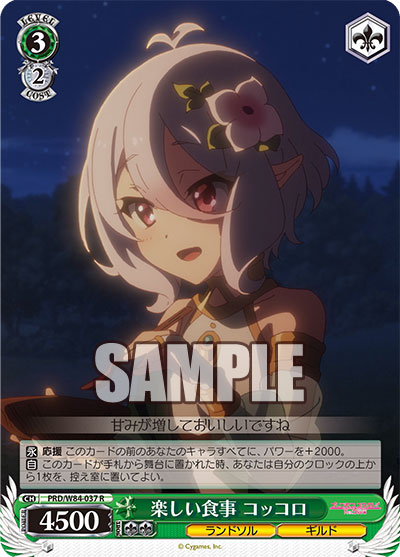 LEVEL
3
2
COST
SAMPLE
甘みが増しておいしいですね
永 応援 このカードの前のあなたのキャラすべてに、パワーを+2000。
自 このカードが手札から舞台に置かれた時、あなたは自分のクロックの上から1枚を、控え室に置いてよい。
CH PRD/W84-037 R
POWER
4500
SOUL
楽しい食事 コッコロ
ランドソル
ギルド
© Cygames, Inc.